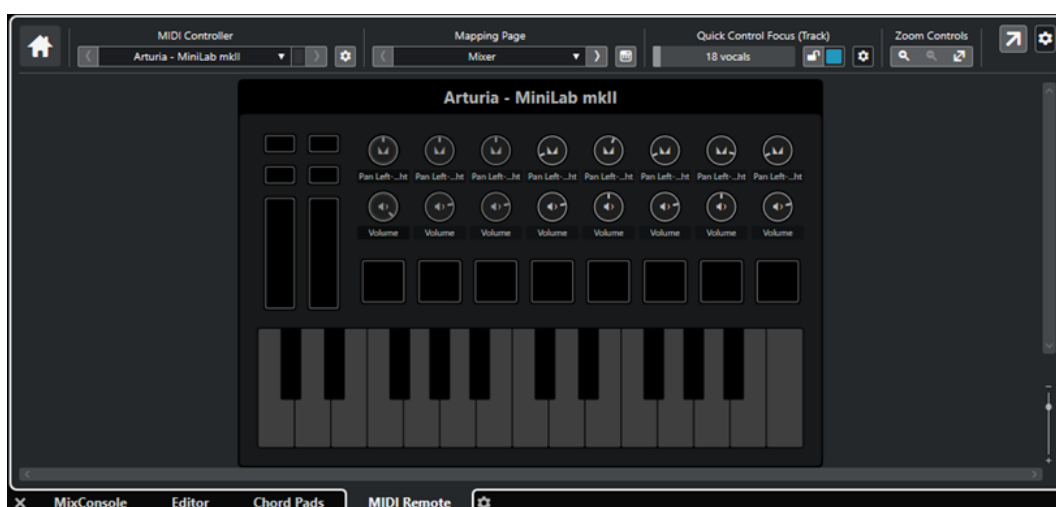 MIDI Controller Mapping Page Quick Control Focus (Track) Zoom Controls
Arturia - MiniLab mkII Mixer 18 vocals
Arturia - MiniLab mkII
Pan Left-...ht Pan Left-...ht Pan Left-...ht Pan Left-...ht Pan Left-...ht Pan Left-...ht Pan Left-...ht Pan Left-...ht
Volume Volume Volume Volume Volume Volume Volume Volume
MixConsole Editor Chord Pads MIDI Remote